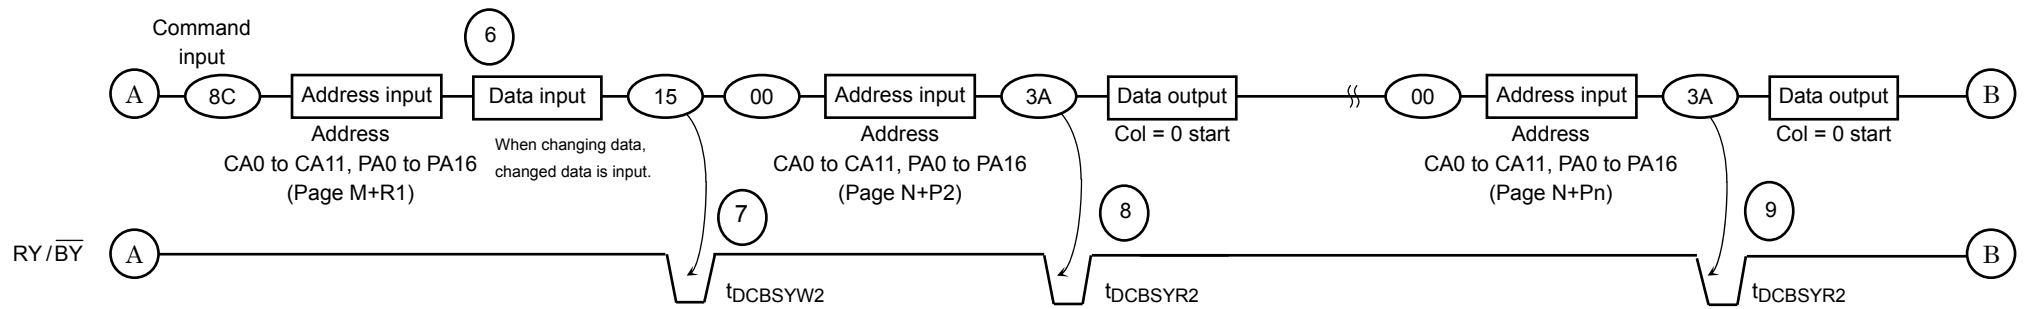 Command
input
6
A 8C Address input Data input 15 00 Address input 3A Data output 00 Address input 3A Data output B
Address
CA0 to CA11, PA0 to PA16
(Page M+R1)
When changing data,
changed data is input.
Address
CA0 to CA11, PA0 to PA16
(Page N+P2)
Col = 0 start
Address
CA0 to CA11, PA0 to PA16
(Page N+Pn)
Col = 0 start
7
8
9
RY/B̅Y̅ A B
tDCBSYW2
tDCBSYR2
tDCBSYR2